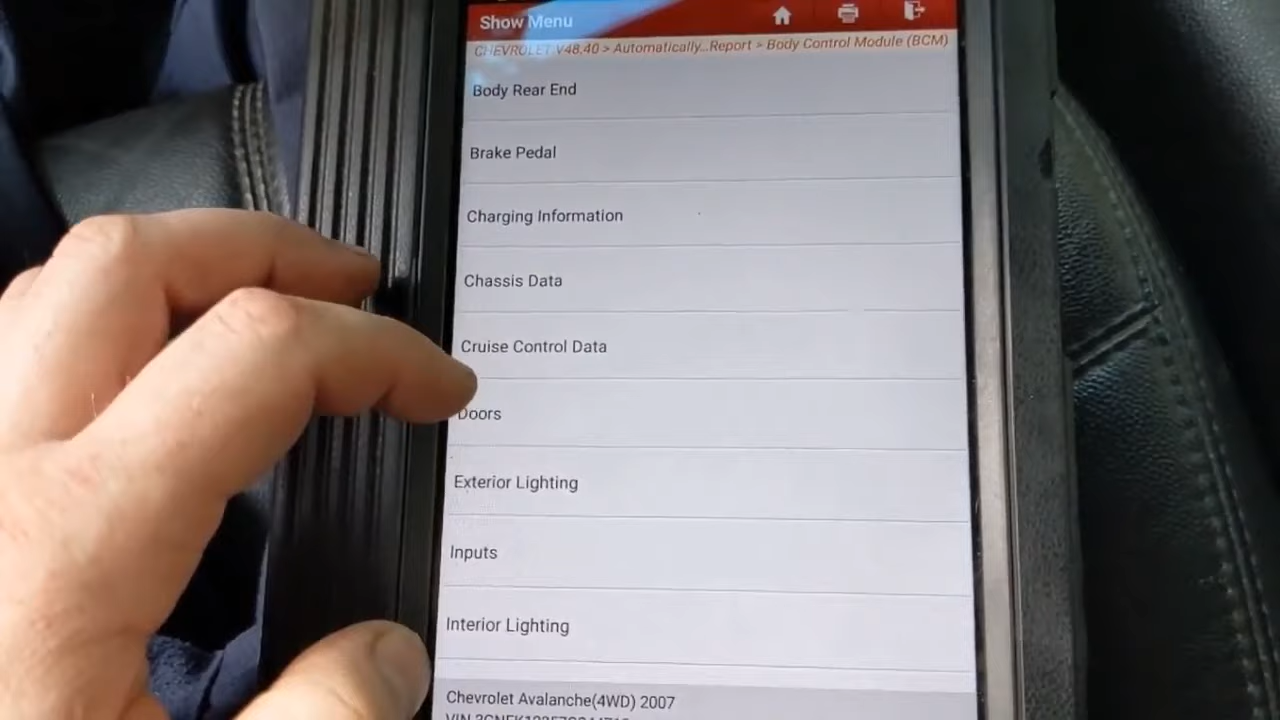 Show Menu
CHEVROLET V48,40 > Automatically...Report > Body Control Module (BCM)
Body Rear End
Brake Pedal
Charging Information
Chassis Data
Cruise Control Data
Doors
Exterior Lighting
Inputs
Interior Lighting
Chevrolet Avalanche(4WD) 2007
VIN